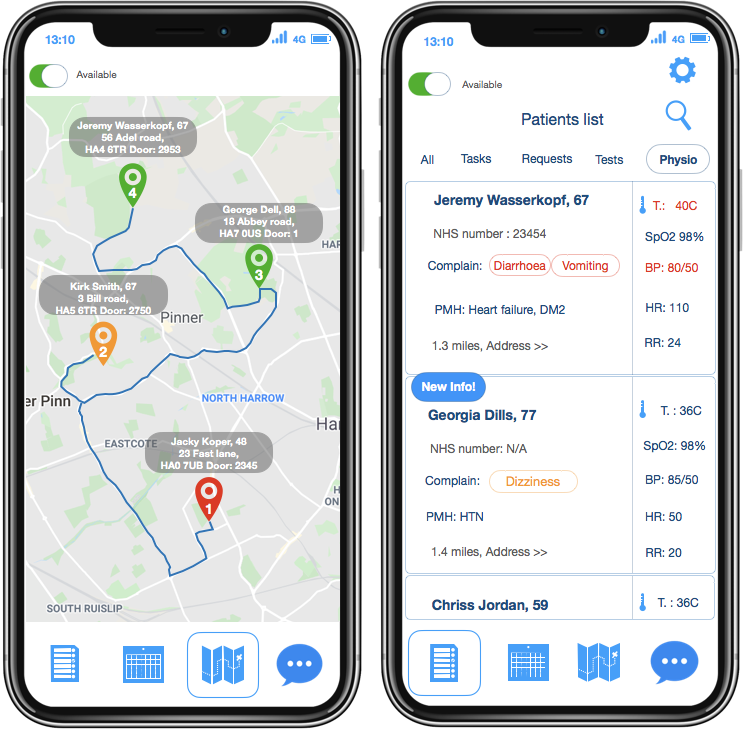 13:10
4G
Available
Jeremy Wasserkopf, 67
56 Adel road,
HA4 6TR Door: 2953
4
George Dell, 88
18 Abbey road,
HA7 0US Door: 1
HAR
3
Kirk Smith, 67
3 Bill road,
HA5 6TR Door: 2750
Pinner
2
er Pinn
NORTH HARROW
Ha
EASTCOTE
Jacky Koper, 48
23 Fast lane,
HA0 7UB Door: 2345
H
ON
1
SOUTH RUISLIP
13:10
4G
Available
Patients list
All
Tasks
Requests
Tests
Physio
Jeremy Wasserkopf, 67
NHS number : 23454
Complain: Diarrhoea Vomiting
PMH: Heart failure, DM2
1.3 miles, Address >>
T.: 40C
SpO2 98%
BP: 80/50
HR: 110
RR: 24
New Info!
Georgia Dills, 77
NHS number: N/A
Complain: Dizziness
PMH: HTN
1.4 miles, Address >>
T. : 36C
SpO2: 98%
BP: 85/50
HR: 50
RR: 20
Chriss Jordan, 59
T. : 36C